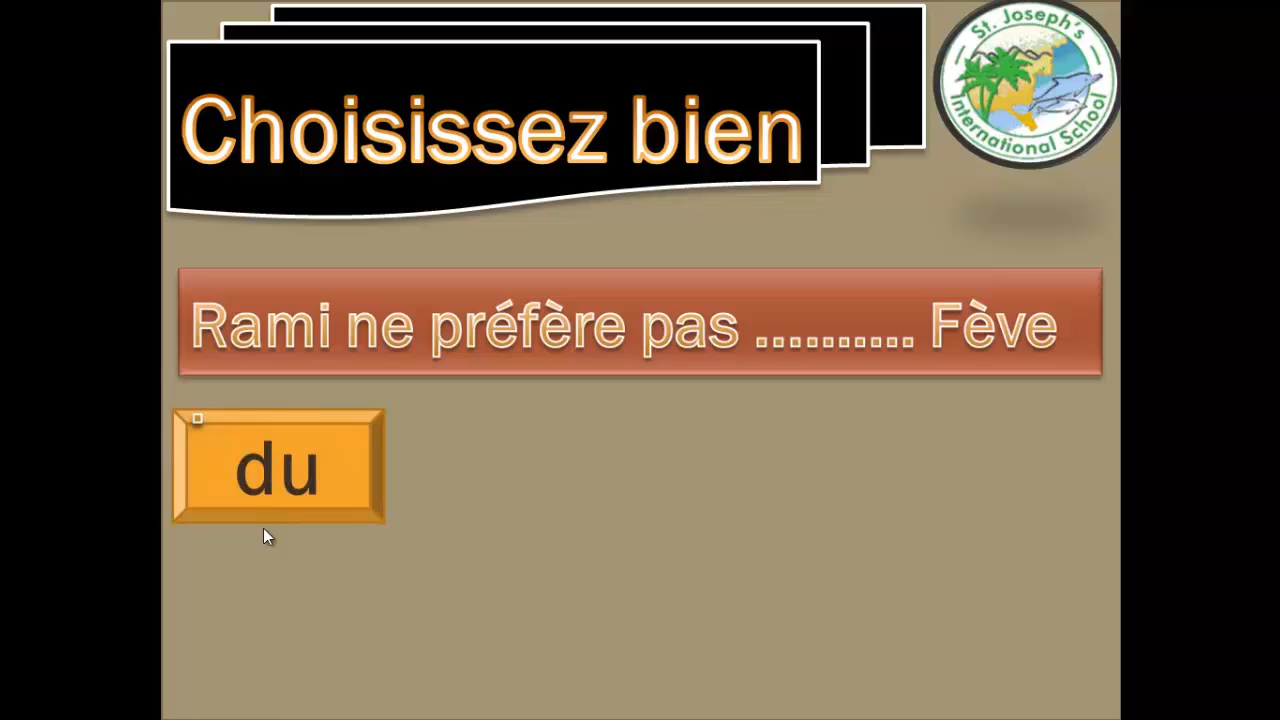 Choisissez bien
St. Joseph's
International School
Rami ne préfère pas .......... Fève
du